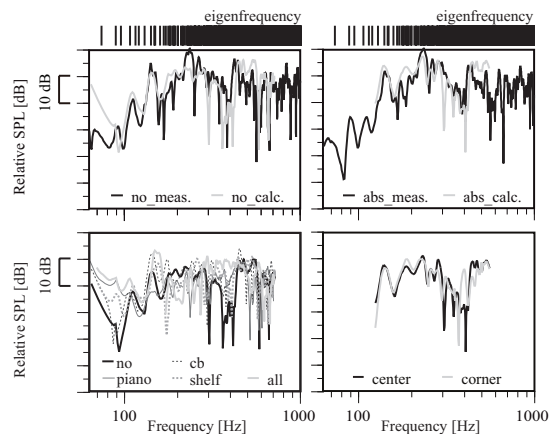 eigenfrequency
eigenfrequency
Relative SPL [dB]
10 dB
no_meas.
no_calc.
abs_meas.
abs_calc.
Relative SPL [dB]
10 dB
no
cb
piano
shelf
all
center
corner
100
1000
100
1000
Frequency [Hz]
Frequency [Hz]